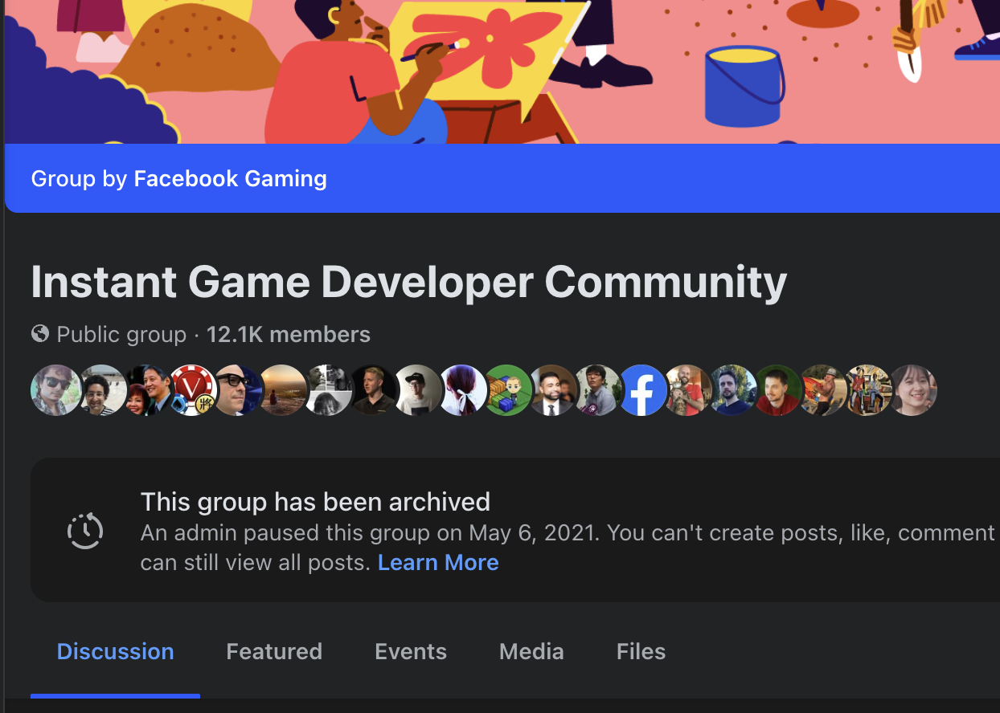 Group by Facebook Gaming
Instant Game Developer Community
Public group · 12.1K members
V
將
f
This group has been archived
An admin paused this group on May 6, 2021. You can't create posts, like, comment
can still view all posts. Learn More
Discussion Featured Events Media Files